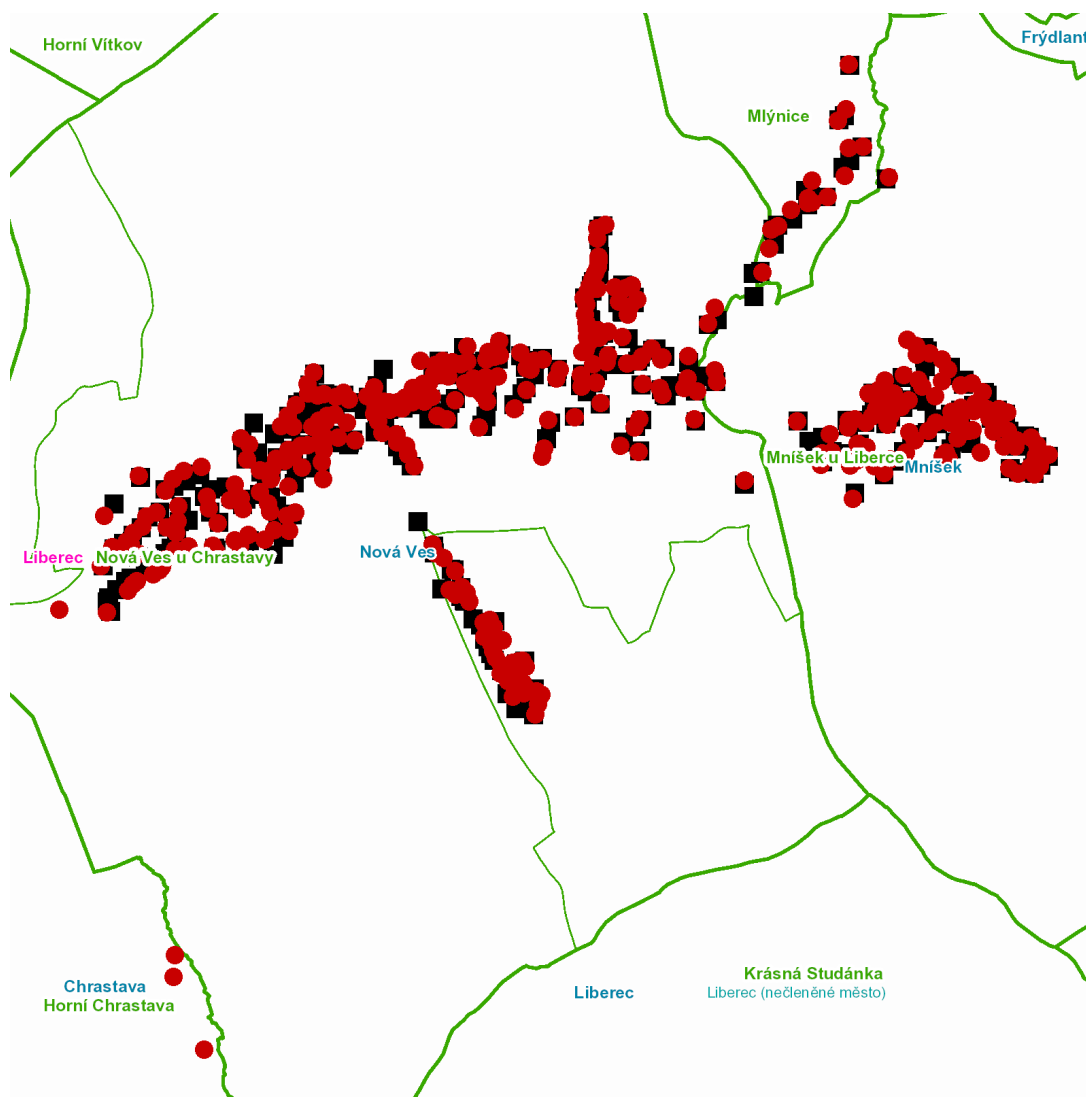 Horní Vítkov
Frýdlant
Mlýnice
Mníšek u Liberce
Mníšek
Nová Ves
Liberec
Nová Ves u Chrastavy
Krásná Studánka
Liberec (nečleněné město)
Liberec
Chrastava
Horní Chrastava